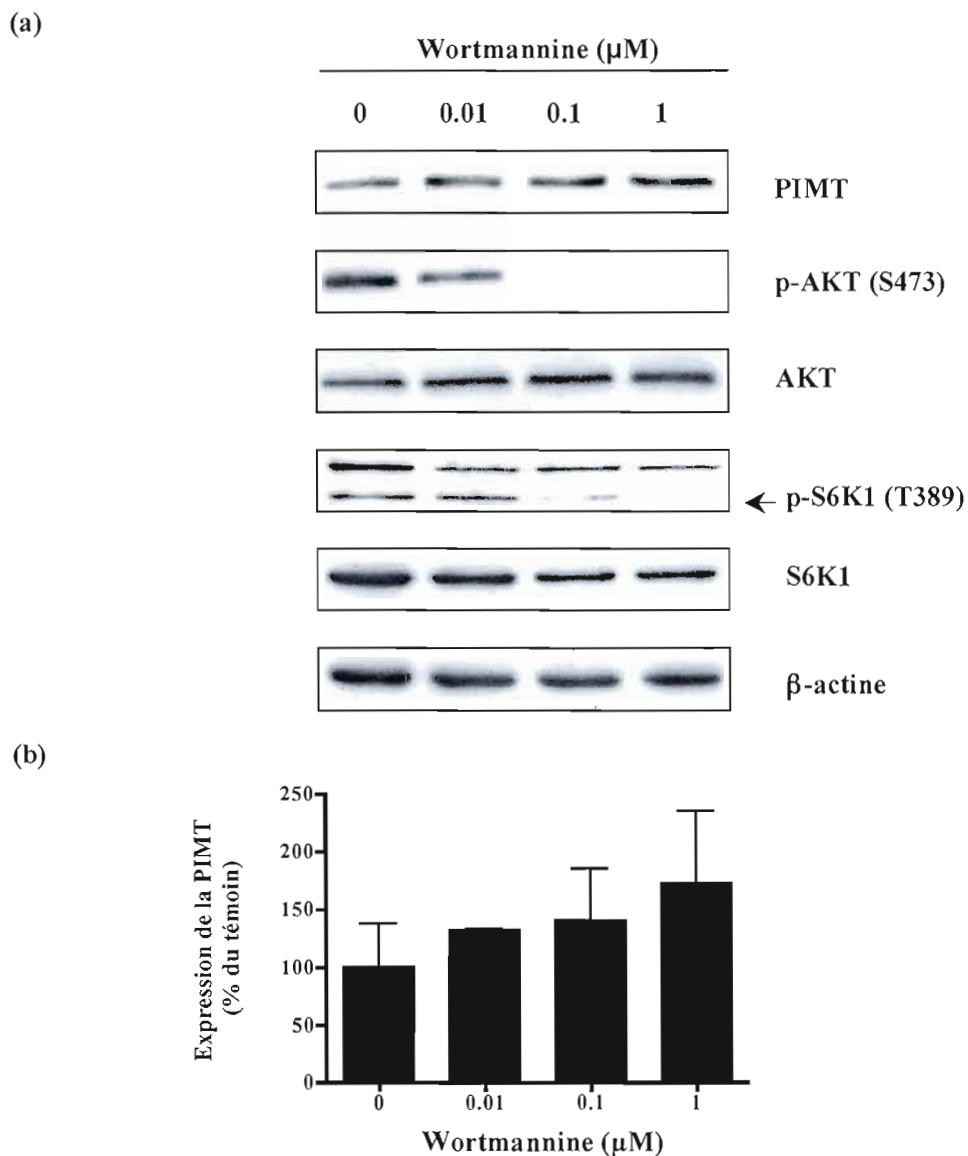 (a)
Wortmannine (µM)
0 0.01 0.1 1
PIMT
p-AKT (S473)
AKT
p-S6K1 (T389)
S6K1
β-actine
(b)
Expression de la PIMT
(% du témoin)
250
200
150
100
50
0
0 0.01 0.1 1
Wortmannine (µM)